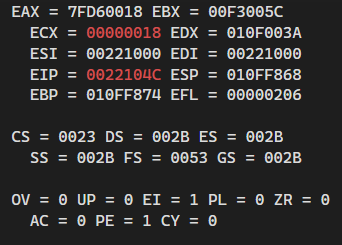 EAX = 7FD60018 EBX = 00F3005C
ECX = 00000018 EDX = 010F003A
ESI = 00221000 EDI = 00221000
EIP = 0022104C ESP = 010FF868
EBP = 010FF874 EFL = 00000206
CS = 0023 DS = 002B ES = 002B
SS = 002B FS = 0053 GS = 002B
OV = 0 UP = 0 EI = 1 PL = 0 ZR = 0
AC = 0 PE = 1 CY = 0